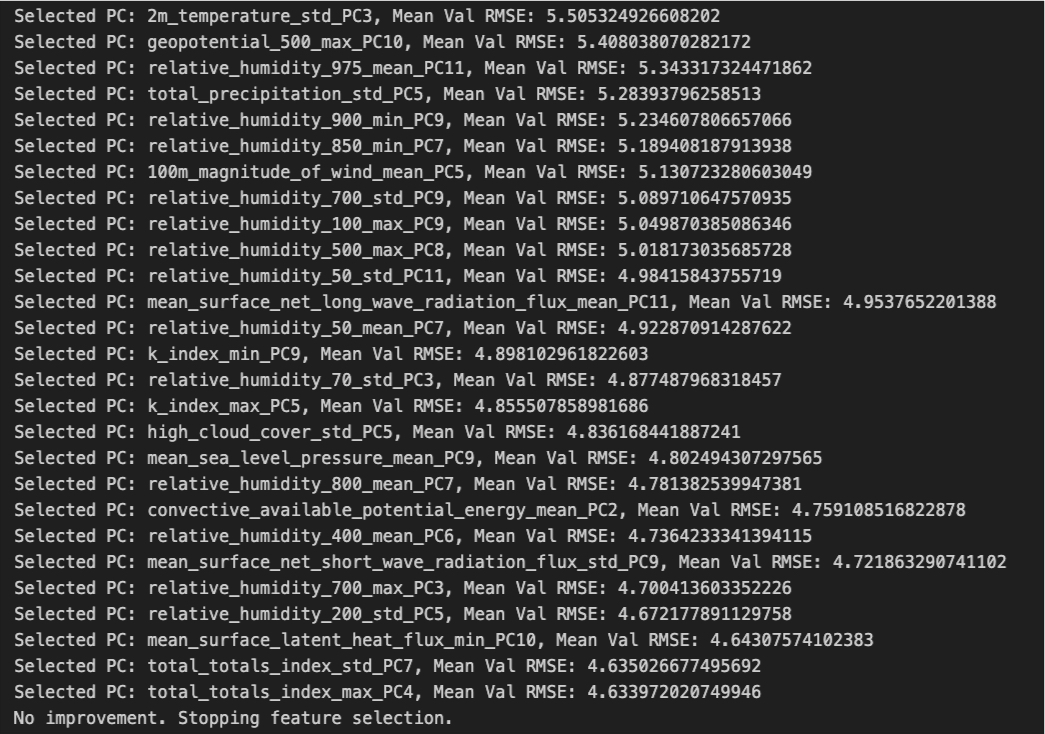 Selected PC: 2m_temperature_std_PC3, Mean Val RMSE: 5.505324926608202
Selected PC: geopotential_500_max_PC10, Mean Val RMSE: 5.408038070282172
Selected PC: relative_humidity_975_mean_PC11, Mean Val RMSE: 5.343317324471862
Selected PC: total_precipitation_std_PC5, Mean Val RMSE: 5.28393796258513
Selected PC: relative_humidity_900_min_PC9, Mean Val RMSE: 5.234607806657066
Selected PC: relative_humidity_850_min_PC7, Mean Val RMSE: 5.189408187913938
Selected PC: 100m_magnitude_of_wind_mean_PC5, Mean Val RMSE: 5.130723280603049
Selected PC: relative_humidity_700_std_PC9, Mean Val RMSE: 5.089710647570935
Selected PC: relative_humidity_100_max_PC9, Mean Val RMSE: 5.049870385086346
Selected PC: relative_humidity_500_max_PC8, Mean Val RMSE: 5.018173035685728
Selected PC: relative_humidity_50_std_PC11, Mean Val RMSE: 4.98415843755719
Selected PC: mean_surface_net_long_wave_radiation_flux_mean_PC11, Mean Val RMSE: 4.9537652201388
Selected PC: relative_humidity_50_mean_PC7, Mean Val RMSE: 4.922870914287622
Selected PC: k_index_min_PC9, Mean Val RMSE: 4.898102961822603
Selected PC: relative_humidity_70_std_PC3, Mean Val RMSE: 4.877487968318457
Selected PC: k_index_max_PC5, Mean Val RMSE: 4.855507858981686
Selected PC: high_cloud_cover_std_PC5, Mean Val RMSE: 4.836168441887241
Selected PC: mean_sea_level_pressure_mean_PC9, Mean Val RMSE: 4.802494307297565
Selected PC: relative_humidity_800_mean_PC7, Mean Val RMSE: 4.781382539947381
Selected PC: convective_available_potential_energy_mean_PC2, Mean Val RMSE: 4.759108516822878
Selected PC: relative_humidity_400_mean_PC6, Mean Val RMSE: 4.7364233341394115
Selected PC: mean_surface_net_short_wave_radiation_flux_std_PC9, Mean Val RMSE: 4.721863290741102
Selected PC: relative_humidity_700_max_PC3, Mean Val RMSE: 4.700413603352226
Selected PC: relative_humidity_200_std_PC5, Mean Val RMSE: 4.672177891129758
Selected PC: mean_surface_latent_heat_flux_min_PC10, Mean Val RMSE: 4.64307574102383
Selected PC: total_totals_index_std_PC7, Mean Val RMSE: 4.635026677495692
Selected PC: total_totals_index_max_PC4, Mean Val RMSE: 4.633972020749946
No improvement. Stopping feature selection.